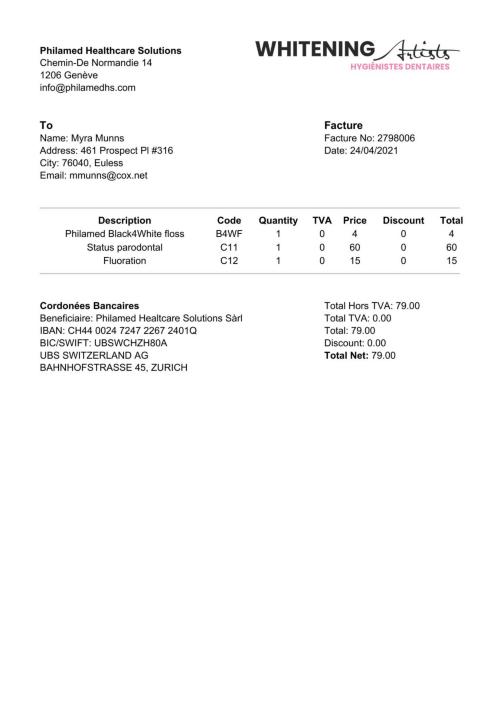 WHITENING Artists
HYGIÉNISTES DENTAIRES
Philamed Healthcare Solutions
Chemin-De Normandie 14
1206 Genève
info@philamedhs.com
To
Name: Myra Munns
Address: 461 Prospect Pl #316
City: 76040, Euless
Email: mmunns@cox.net
Facture
Facture No: 2798006
Date: 24/04/2021
Description Code Quantity TVA Price Discount Total
Philamed Black4White floss B4WF 1 0 4 0 4
Status parodontal C11 1 0 60 0 60
Fluoration C12 1 0 15 0 15
Cordonées Bancaires
Beneficiaire: Philamed Healtcare Solutions Sàrl
IBAN: CH44 0024 7247 2267 2401Q
BIC/SWIFT: UBSWCHZH80A
UBS SWITZERLAND AG
BAHNHOFSTRASSE 45, ZURICH
Total Hors TVA: 79.00
Total TVA: 0.00
Total: 79.00
Discount: 0.00
Total Net: 79.00